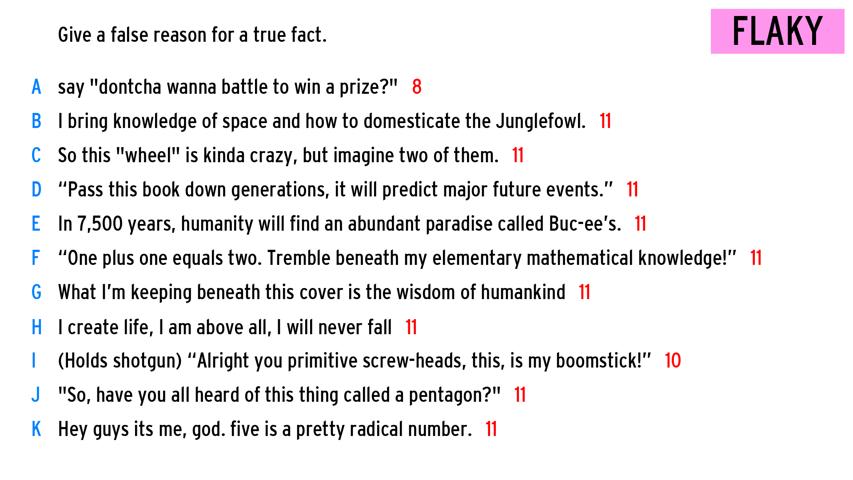 Give a false reason for a true fact.
FLAKY
A say "dontcha wanna battle to win a prize?" 8
B I bring knowledge of space and how to domesticate the Junglefowl. 11
C So this "wheel" is kinda crazy, but imagine two of them. 11
D “Pass this book down generations, it will predict major future events.” 11
E In 7,500 years, humanity will find an abundant paradise called Buc-ee’s. 11
F “One plus one equals two. Tremble beneath my elementary mathematical knowledge!” 11
G What I’m keeping beneath this cover is the wisdom of humankind 11
H I create life, I am above all, I will never fall 11
I (Holds shotgun) “Alright you primitive screw-heads, this, is my boomstick!” 10
J "So, have you all heard of this thing called a pentagon?" 11
K Hey guys its me, god. five is a pretty radical number. 11